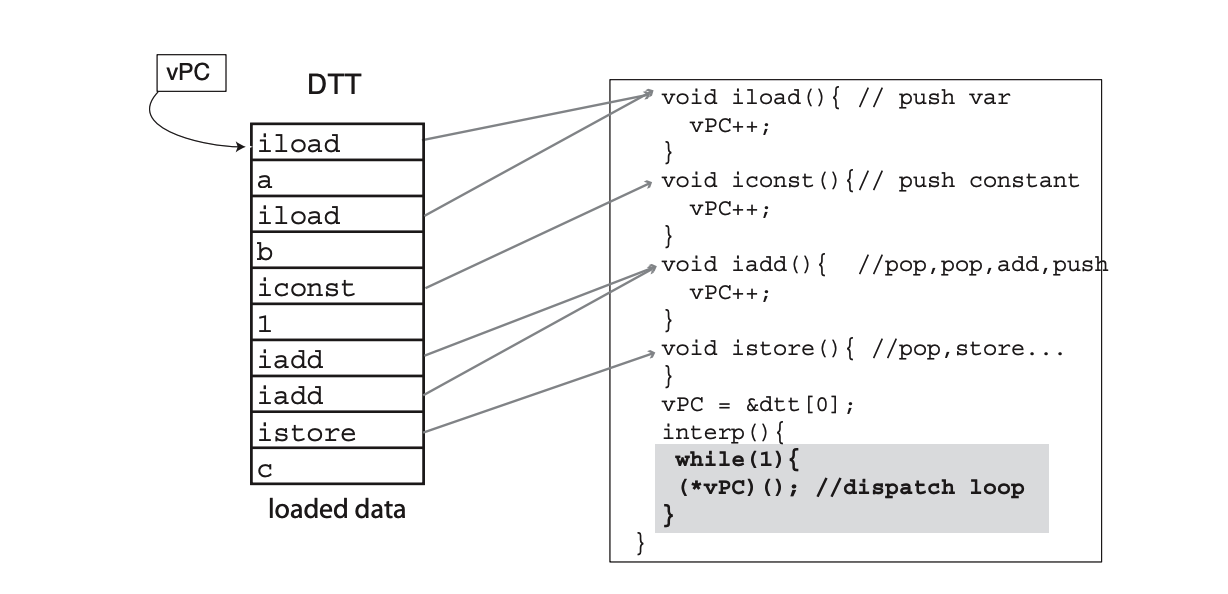 vPC
DTT
iload
a
iload
b
iconst
1
iadd
iadd
istore
c
loaded data
void iload(){ // push var
vPC++;
}
void iconst(){// push constant
vPC++;
}
void iadd(){  //pop,pop,add,push
vPC++;
}
void istore(){ //pop,store...
}
vPC = &dtt[0];
interp(){
while(1){
(*vPC)(); //dispatch loop
}
}